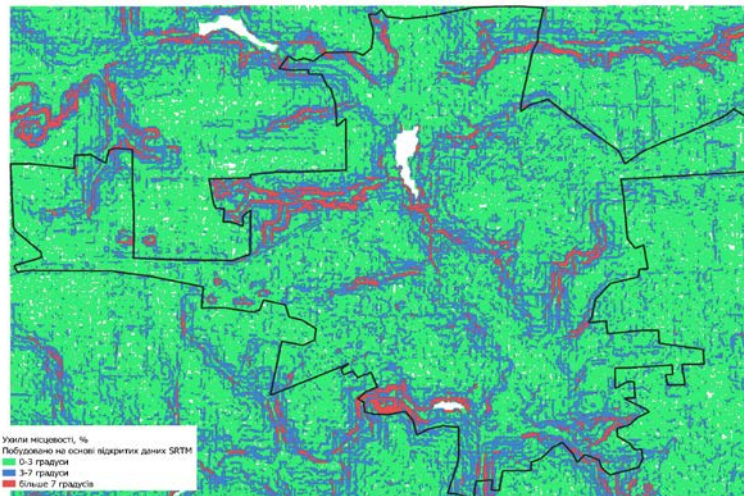 Ухили місцевості, %
Побудовано на основі відкритих даних SRTM
0-3 градуси
3-7 градуси
більше 7 градусів